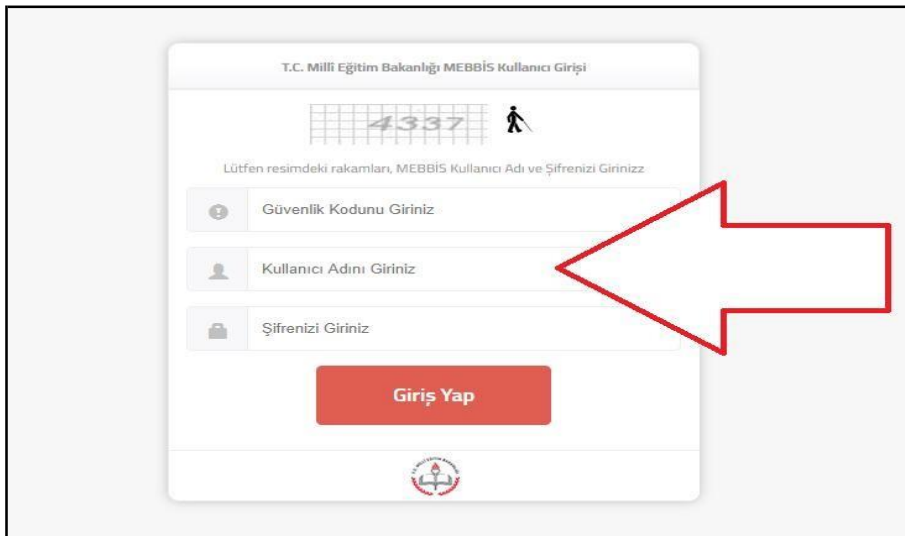 T.C. Millî Eğitim Bakanlığı MEBBİS Kullanıcı Girişi
4337
Lütfen resimdeki rakamları, MEBBİS Kullanıcı Adı ve Şifrenizi Girinizz
Güvenlik Kodunu Giriniz
Kullanıcı Adını Giriniz
Şifrenizi Giriniz
Giriş Yap